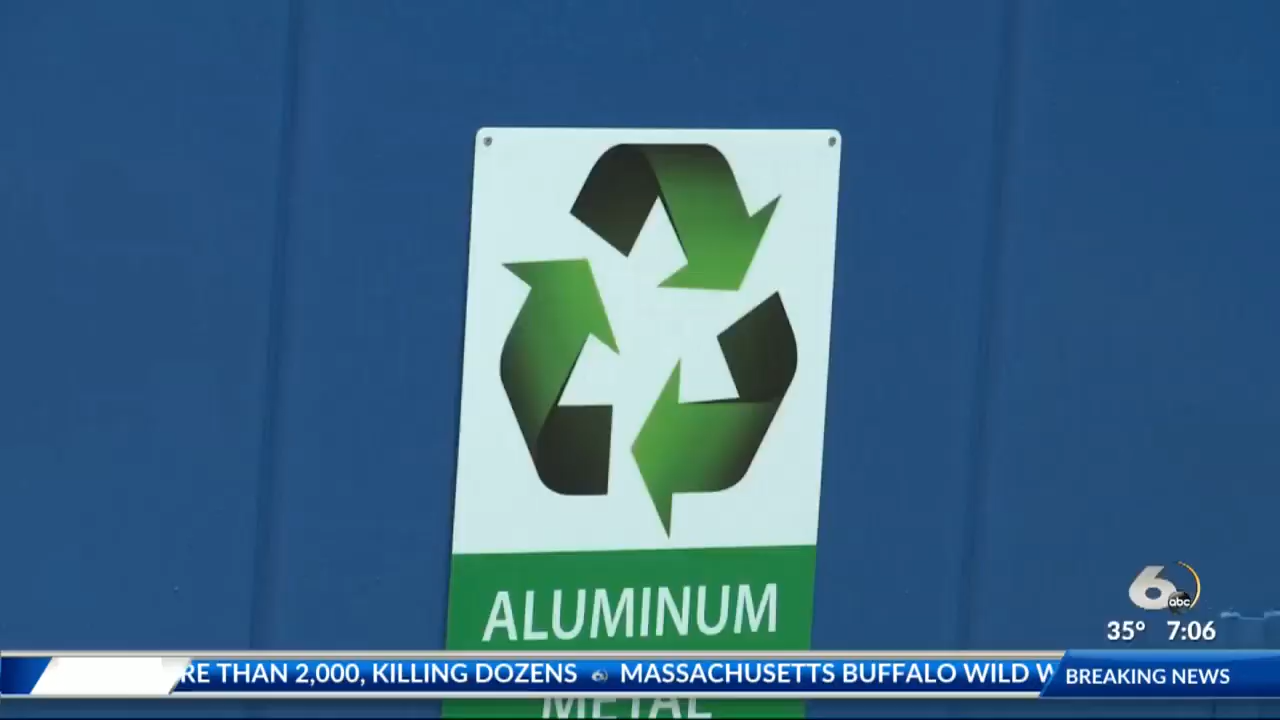 ALUMINUM
6
abc
35° 7:06
RE THAN 2,000, KILLING DOZENS MASSACHUSETTS BUFFALO WILD
BREAKING NEWS
METAL